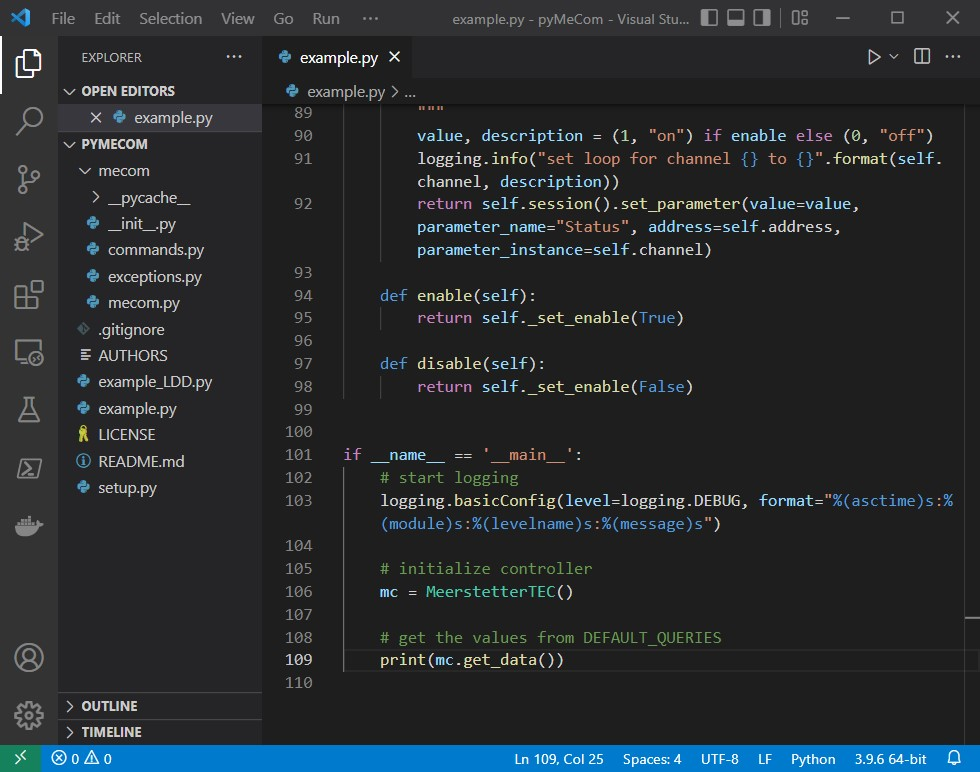 File Edit Selection View Go Run ··· example.py - pyMeCom - Visual Stu...
EXPLORER ···
OPEN EDITORS
example.py
PYMECOM
mecom
__pycache__
__init__.py
commands.py
exceptions.py
mecom.py
.gitignore
AUTHORS
example_LDD.py
example.py
LICENSE
README.md
setup.py
OUTLINE
TIMELINE
example.py
example.py > ...
89 """
90 value, description = (1, "on") if enable else (0, "off")
91 logging.info("set loop for channel {} to {}".format(self.
channel, description))
92 return self.session().set_parameter(value=value,
parameter_name="Status", address=self.address,
parameter_instance=self.channel)
93
94 def enable(self):
95 return self._set_enable(True)
96
97 def disable(self):
98 return self._set_enable(False)
99
100
101 if __name__ == '__main__':
102 # start logging
103 logging.basicConfig(level=logging.DEBUG, format="%(asctime)s:%
(module)s:%(levelname)s:%(message)s")
104
105 # initialize controller
106 mc = MeerstetterTEC()
107
108 # get the values from DEFAULT_QUERIES
109 print(mc.get_data())
110
0 0 Ln 109, Col 25 Spaces: 4 UTF-8 LF Python 3.9.6 64-bit